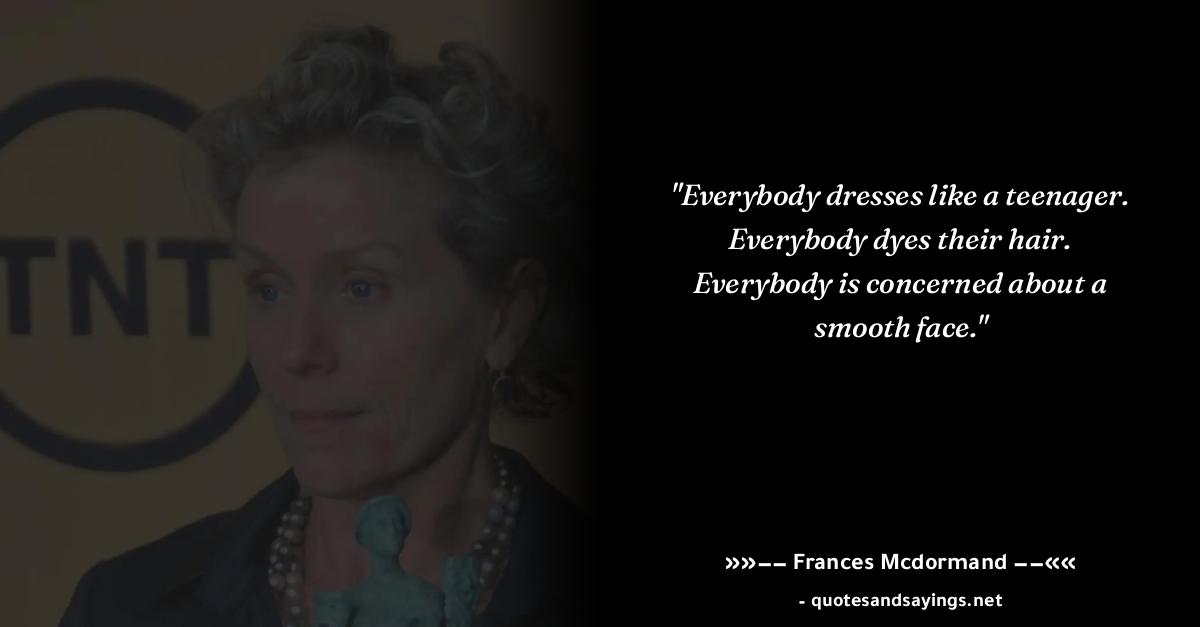 TNT
"Everybody dresses like a teenager.
Everybody dyes their hair.
Everybody is concerned about a
smooth face."
»»−− Frances Mcdormand −−««
- quotesandsayings.net